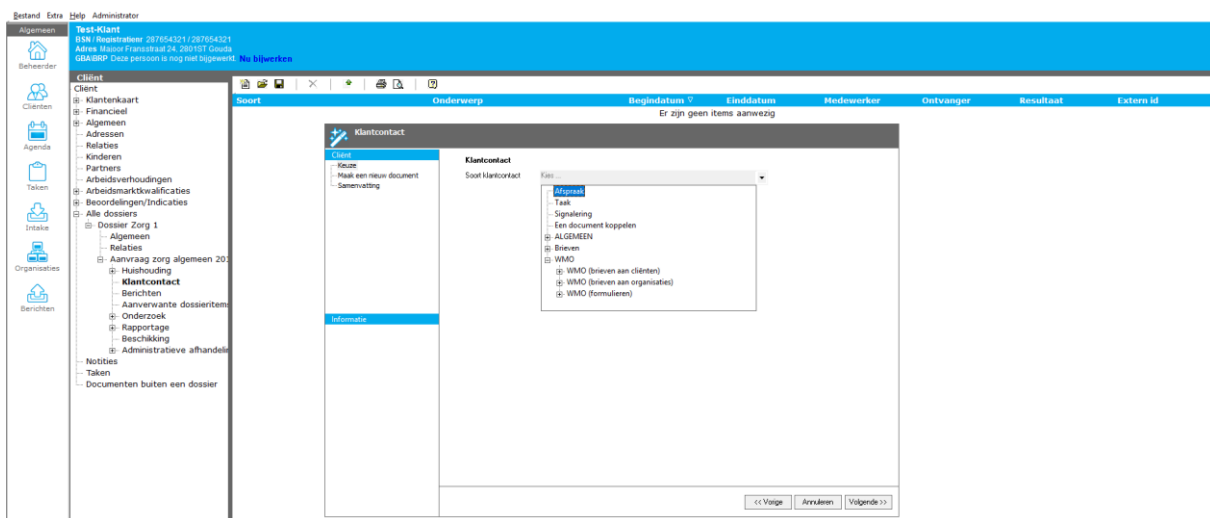 Bestand Extra Help Administrator
Algemeen
Beheerder
Cliënten
Agenda
Taken
Intake
Organisaties
Berichten
Test-Klant
BSN / Registratienr 287654321 / 287654321
Adres Majoor Fransstraat 24, 2801ST Gouda
GBA\BRP Deze persoon is nog niet bijgewerkt. Nu bijwerken
Cliënt
Cliënt
Klantenkaart
Financieel
Algemeen
Adressen
Relaties
Kinderen
Partners
Arbeidsverhoudingen
Arbeidsmarktkwalificaties
Beoordelingen/Indicaties
Alle dossiers
Dossier Zorg 1
Algemeen
Relaties
Aanvraag zorg algemeen 20
Huishouding
Klantcontact
Berichten
Aanverwante dossieritem
Onderzoek
Rapportage
Beschikking
Administratieve afhandeli
Notities
Taken
Documenten buiten een dossier
Soort Onderwerp Begindatum Einddatum Medewerker Ontvanger Resultaat Extern id
Er zijn geen items aanwezig
Klantcontact
Cliënt
Keuze
Maak een nieuw document
Samenvatting
Informatie
Klantcontact
Soort klantcontact Kies ...
Afspraak
Taak
Signalering
Een document koppelen
ALGEMEEN
Brieven
WMO
WMO (brieven aan cliënten)
WMO (brieven aan organisaties)
WMO (formulieren)
<< Vorige Annuleren Volgende >>